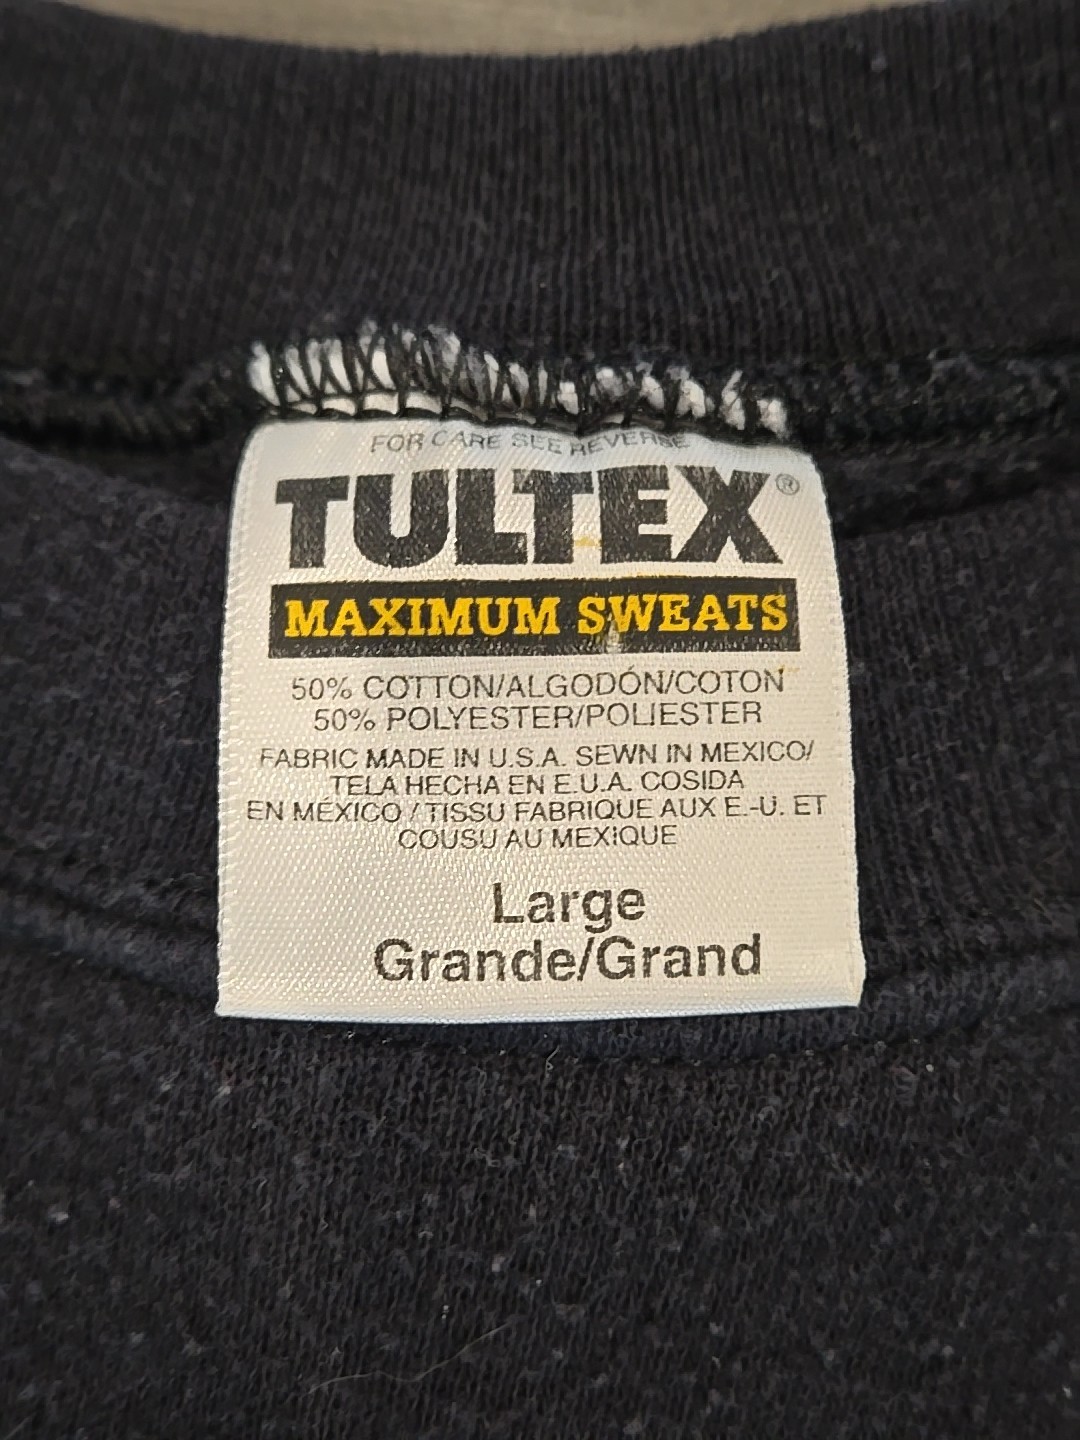 FOR CARE SEE REVERSE
TULTEX®
MAXIMUM SWEATS
50% COTTON/ALGODÓN/COTON
50% POLYESTER/POLIESTER
FABRIC MADE IN U.S.A. SEWN IN MEXICO/
TELA HECHA EN E.U.A. COSIDA
EN MÉXICO / TISSU FABRIQUE AUX E.-U. ET
COUSU AU MEXIQUE
Large
Grande/Grand